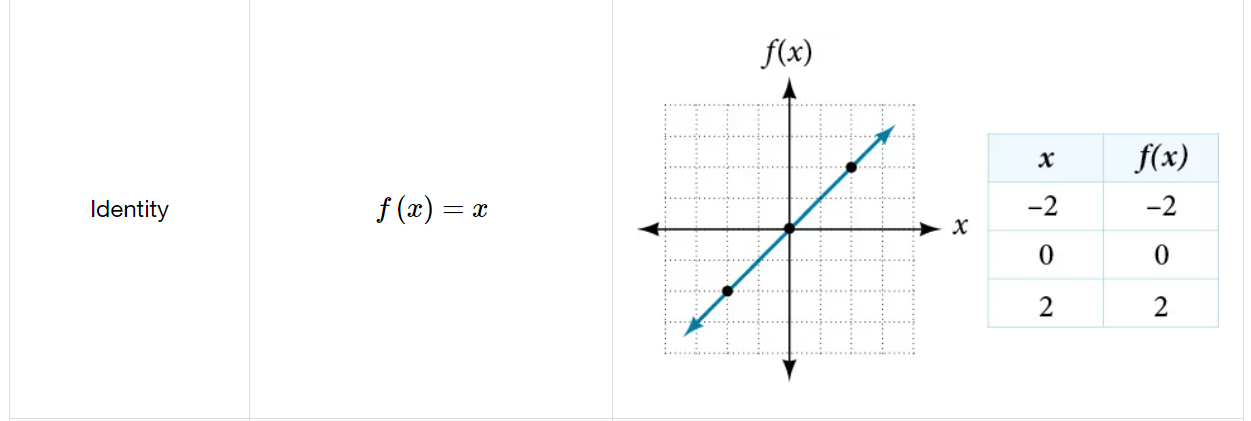 Identity
f (x) = x
f(x)
x
x f(x)
−2 −2
0 0
2 2